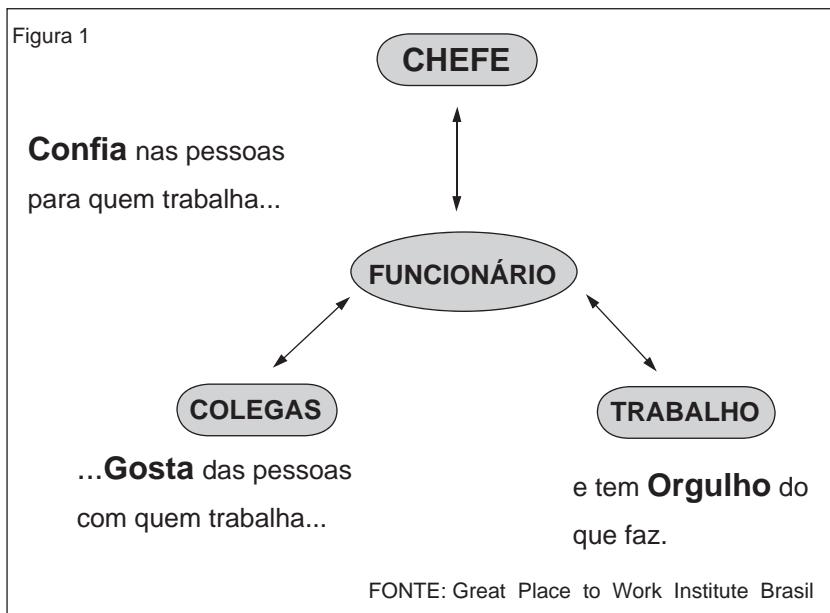 Figura 1
CHEFE
Confia nas pessoas
para quem trabalha...
FUNCIONÁRIO
COLEGAS
TRABALHO
...Gosta das pessoas
com quem trabalha...
e tem Orgulho do
que faz.
FONTE: Great Place to Work Institute Brasil